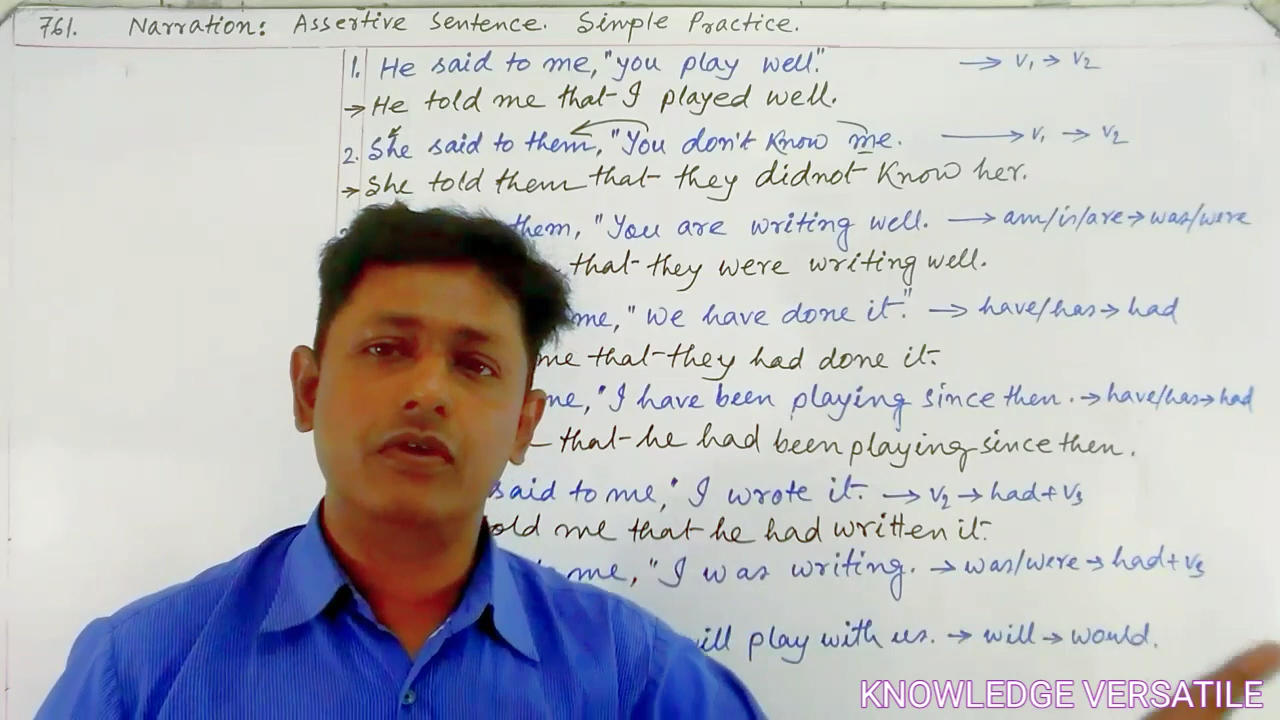 761. Narration: Assertive Sentence. Simple Practice.
1. He said to me, "you play well." → V₁ → V₂
→ He told me that I played well.
2. She said to them, "You don't know me. → V₁ → V₂
→ She told them that they didnot know her.
them, "You are writing well. → am/is/are → was/were
that they were writing well.
me, "We have done it." → have/has → had
me that they had done it.
me, "I have been playing since then. → have/has → had
that he had been playing since then.
said to me, "I wrote it. → V₂ → had + V₃
told me that he had written it.
me, "I was writing. → was/were → had + V₃
will play with us. → will → would.
KNOWLEDGE VERSATILE